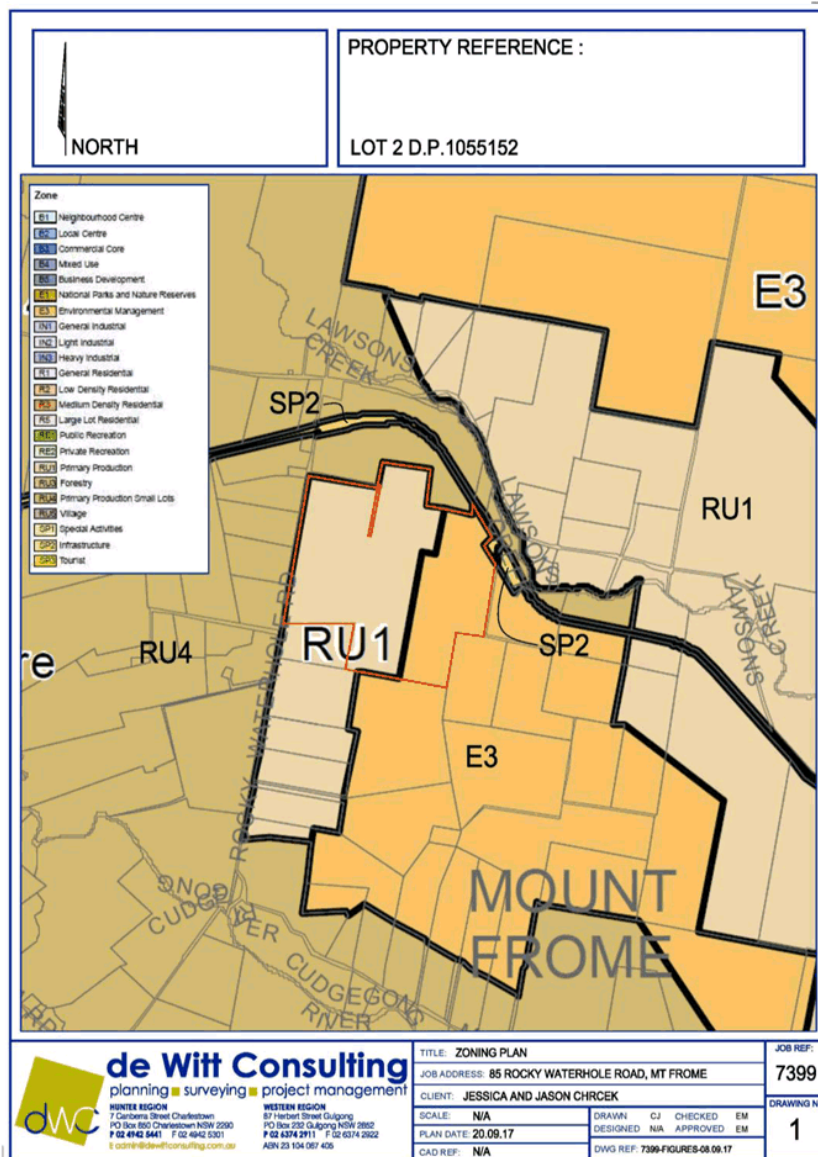 PROPERTY REFERENCE :
NORTH
LOT 2 D.P.1055152
Zone
B1 Neighbourhood Centre
B2 Local Centre
B3 Commercial Core
B4 Mixed Use
B5 Business Development
E1 National Parks and Nature Reserves
E3 Environmental Management
IN1 General Industrial
IN2 Light Industrial
IN3 Heavy Industrial
R1 General Residential
R2 Low Density Residential
R3 Medium Density Residential
R5 Large Lot Residential
RE1 Public Recreation
RE2 Private Recreation
RU1 Primary Production
RU3 Forestry
RU4 Primary Production Small Lots
RU5 Village
SP1 Special Activities
SP2 Infrastructure
SP3 Tourist
E3
LAWSONS
CREEK
SP2
LAWSONS
RU1
LAWSONS
CREEK
SP2
RU4
RU1
re
ROCKY WATERHOLE RD
E3
MOUNT
FROME
CUDGEGONG
RIVER
de Witt Consulting
planning surveying project management
dwc
HUNTER REGION
7 Canberra Street Charlestown
PO Box 850 Charlestown NSW 2290
P 02 4942 5441 F 02 4942 5301
E admin@dewittconsulting.com.au
WESTERN REGION
87 Herbert Street Gulgong
PO Box 232 Gulgong NSW 2852
P 02 6374 2911 F 02 6374 2922
ABN 23 104 067 405
TITLE: ZONING PLAN
JOB ADDRESS: 85 ROCKY WATERHOLE ROAD, MT FROME
CLIENT: JESSICA AND JASON CHRCEK
SCALE: N/A
PLAN DATE: 20.09.17
CAD REF: N/A
DRAWN CJ CHECKED EM
DESIGNED N/A APPROVED EM
DWG REF: 7399-FIGURES-08.09.17
JOB REF:
7399
DRAWING N
1